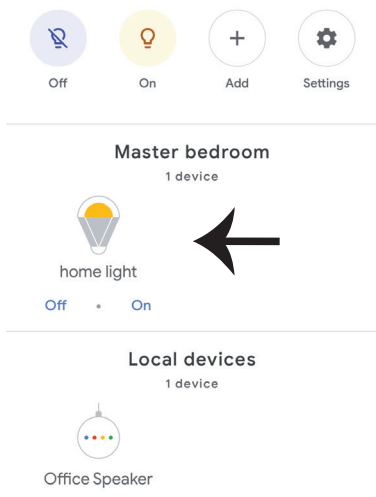 Off On Add Settings
Master bedroom
1 device
home light
Off • On
Local devices
1 device
Office Speaker